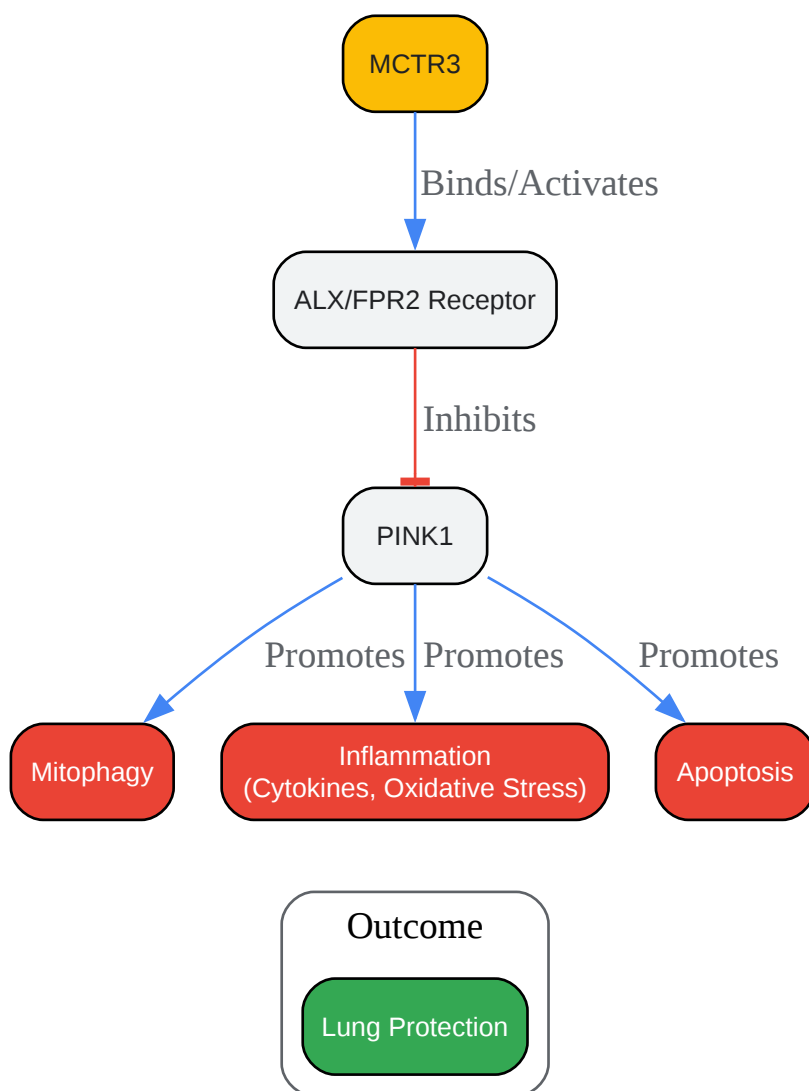 MCTR3
Binds/Activates
ALX/FPR2 Receptor
Inhibits
PINK1
Promotes
Promotes
Promotes
Mitophagy
Inflammation
(Cytokines, Oxidative Stress)
Apoptosis
Outcome
Lung Protection